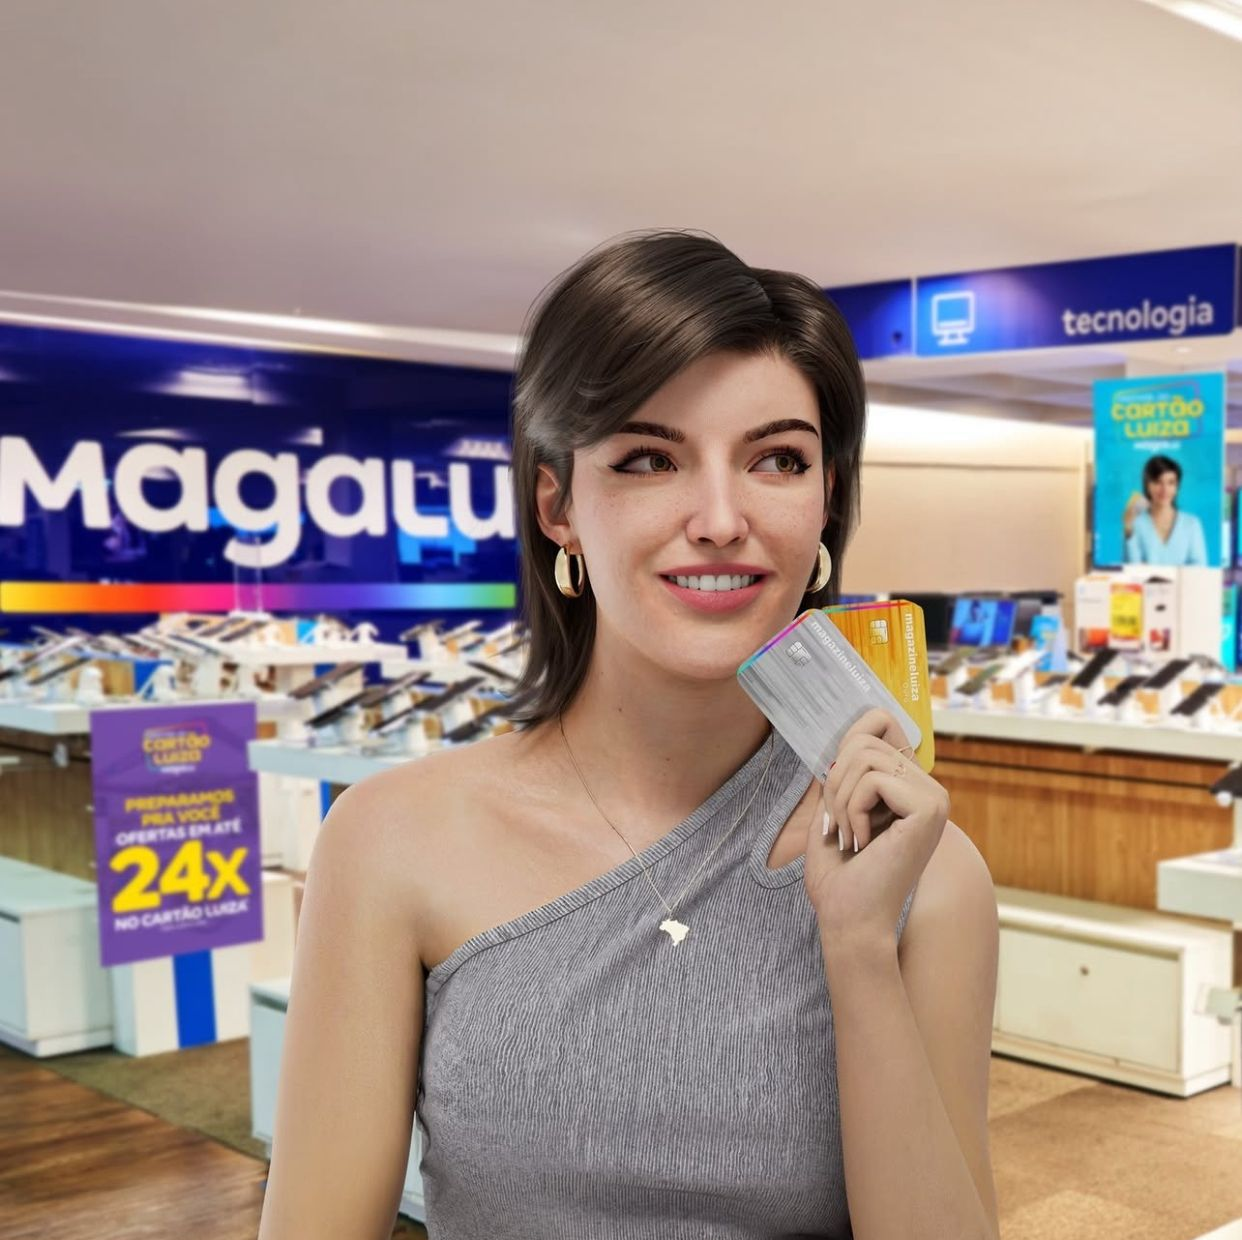 tecnologia
CARTÃO
LUIZA
magalu
Magalu
magazineluiza
magazineluiza
CARTÃO
LUIZA
magalu
PREPARAMOS
PRA VOCÊ
OFERTAS EM ATÉ
24x
NO CARTÃO LUIZA